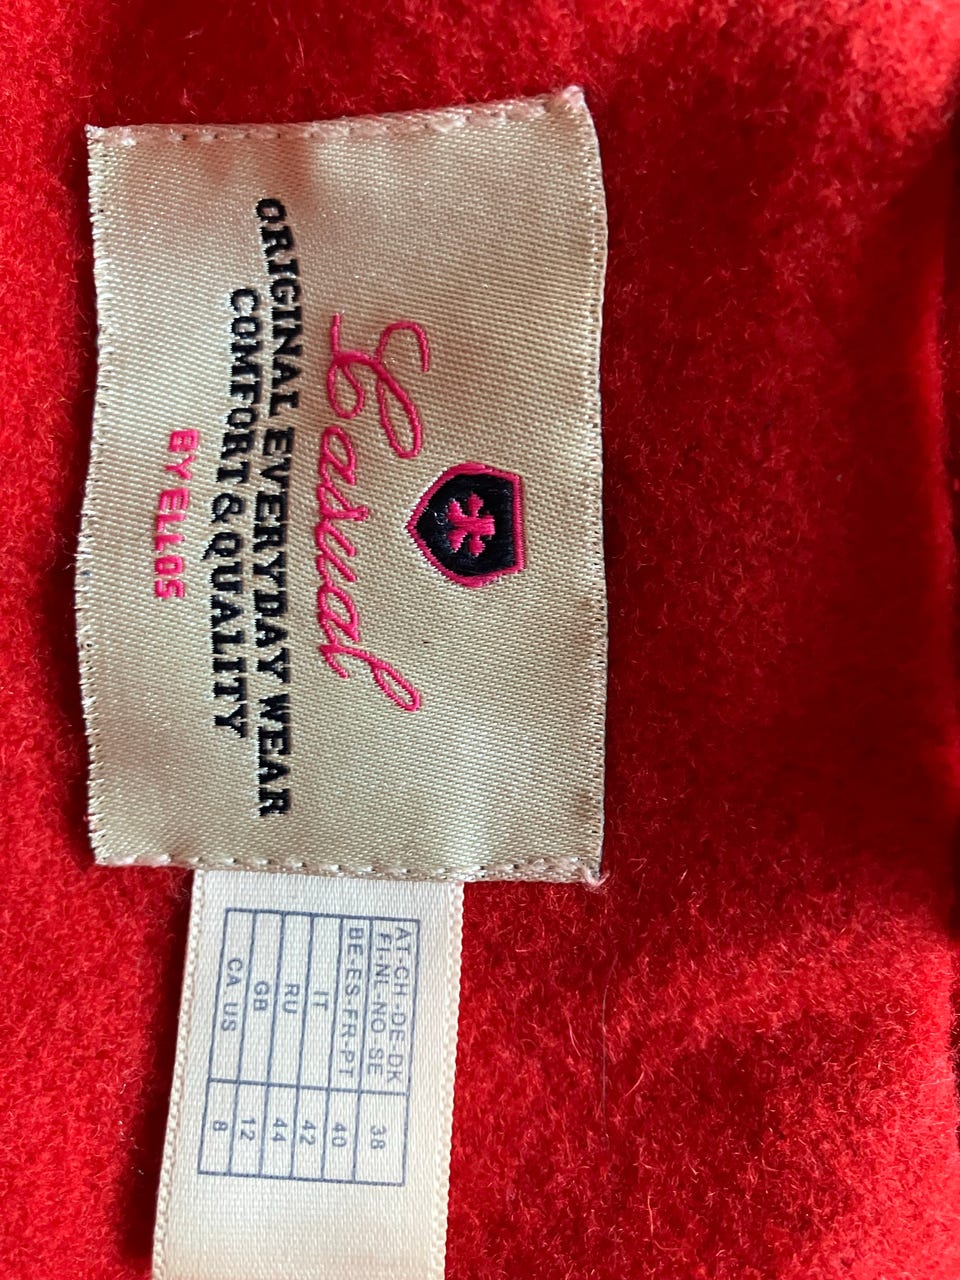 Casual
ORIGINAL EVERYDAY WEAR
COMFORT & QUALITY
BY ELLOS
AT-CH-DE-DK
FI-NL-NO-SE 38
BE-ES-FR-PT 40
IT 42
RU 44
GB 12
CA US 8